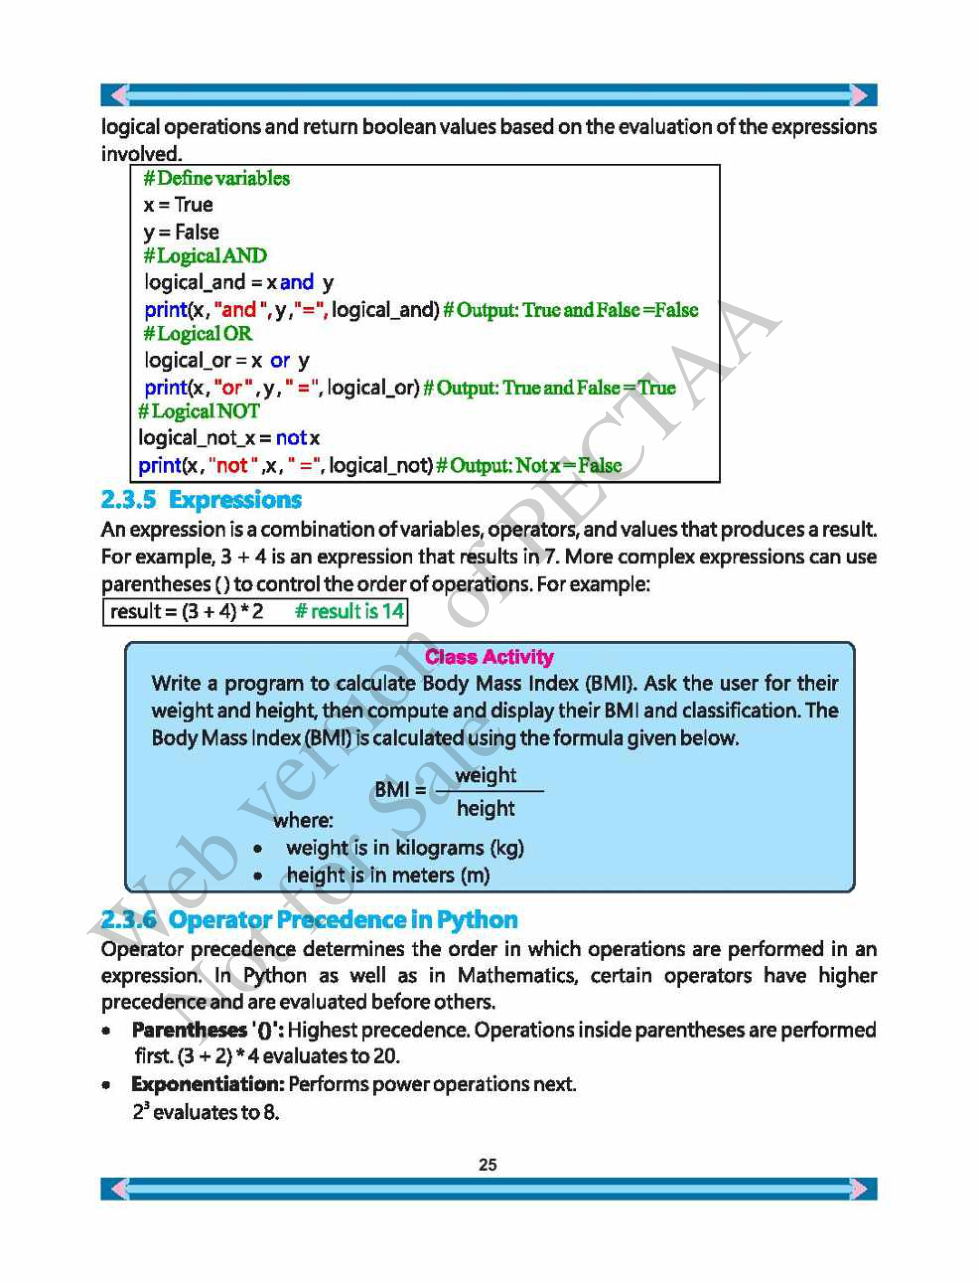 logical operations and return boolean values based on the evaluation of the expressions
involved.
# Define variables
x = True
y = False
# Logical AND
logical_and = x and y
print(x, "and ", y ,"=", logical_and) # Output: True and False =False
# Logical OR
logical_or = x or y
print(x, "or" , y, " =", logical_or) # Output: True and False = True
# Logical NOT
logical_not_x = not x
print(x, "not " ,x, " =", logical_not) # Output: Not x = False
2.3.5 Expressions
An expression is a combination of variables, operators, and values that produces a result.
For example, 3 + 4 is an expression that results in 7. More complex expressions can use
parentheses () to control the order of operations. For example:
result = (3 + 4) * 2 # result is 14
Class Activity
Write a program to calculate Body Mass Index (BMI). Ask the user for their
weight and height, then compute and display their BMI and classification. The
Body Mass Index (BMI) is calculated using the formula given below.
BMI = weight
height
where:
• weight is in kilograms (kg)
• height is in meters (m)
2.3.6 Operator Precedence in Python
Operator precedence determines the order in which operations are performed in an
expression. In Python as well as in Mathematics, certain operators have higher
precedence and are evaluated before others.
• Parentheses '()': Highest precedence. Operations inside parentheses are performed
first. (3 + 2) * 4 evaluates to 20.
• Exponentiation: Performs power operations next.
2³ evaluates to 8.
25
Web version of PECTAA
Not for Sale